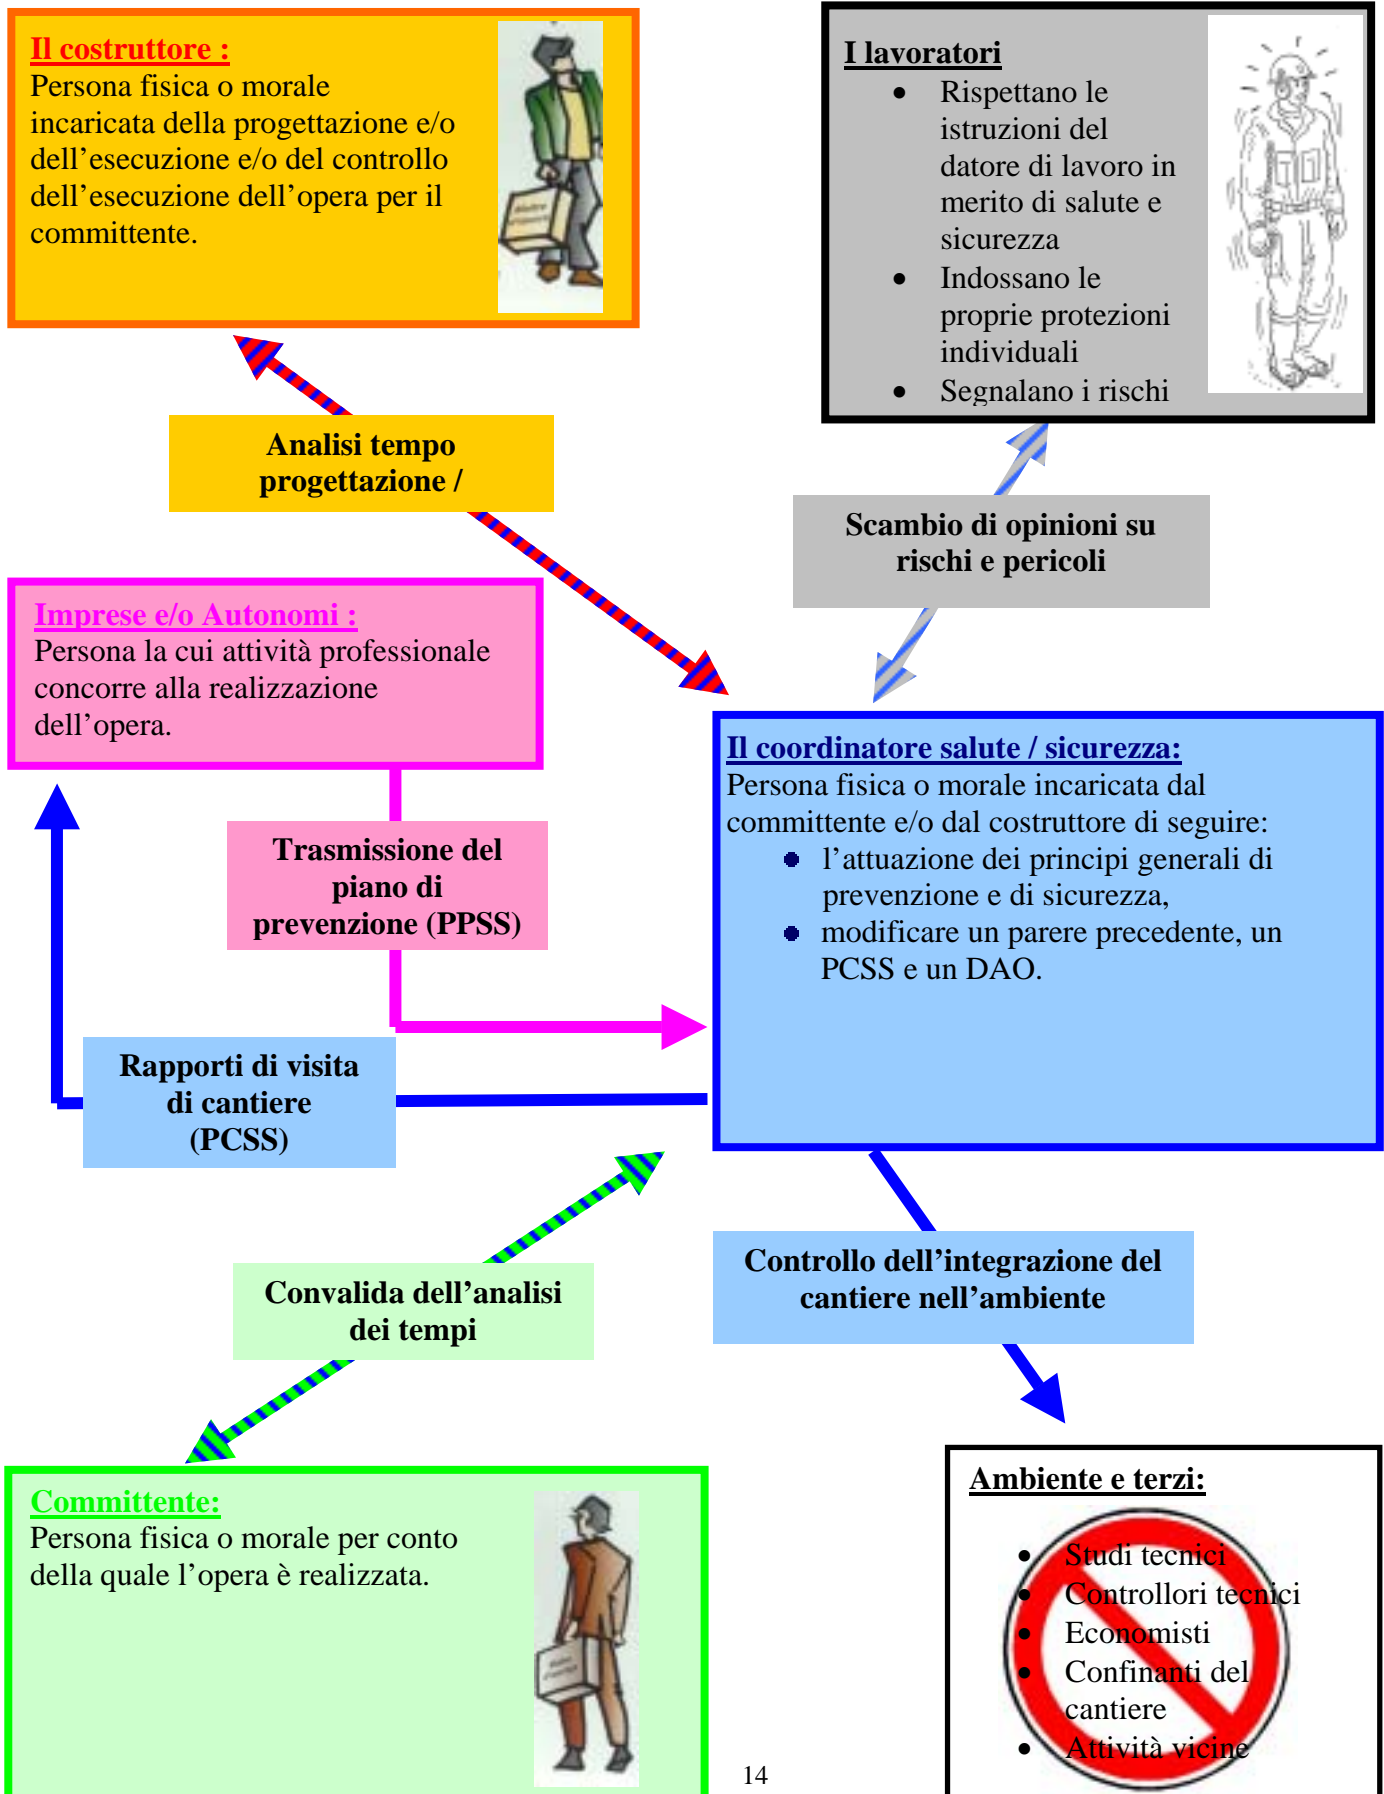 Il costruttore :
Persona fisica o morale
incaricata della progettazione e/o
dell’esecuzione e/o del controllo
dell’esecuzione dell’opera per il
committente.
I lavoratori
• Rispettano le
istruzioni del
datore di lavoro in
merito di salute e
sicurezza
• Indossano le
proprie protezioni
individuali
• Segnalano i rischi
Analisi tempo
progettazione /
Scambio di opinioni su
rischi e pericoli
Imprese e/o Autonomi :
Persona la cui attività professionale
concorre alla realizzazione
dell’opera.
Il coordinatore salute / sicurezza:
Persona fisica o morale incaricata dal
committente e/o dal costruttore di seguire:
• l’attuazione dei principi generali di
prevenzione e di sicurezza,
• modificare un parere precedente, un
PCSS e un DAO.
Trasmissione del
piano di
prevenzione (PPSS)
Rapporti di visita
di cantiere
(PCSS)
Controllo dell’integrazione del
cantiere nell’ambiente
Convalida dell’analisi
dei tempi
Committente:
Persona fisica o morale per conto
della quale l’opera è realizzata.
Ambiente e terzi:
• Studi tecnici
• Controllori tecnici
• Economisti
• Confinanti del
cantiere
• Attività vicine
14